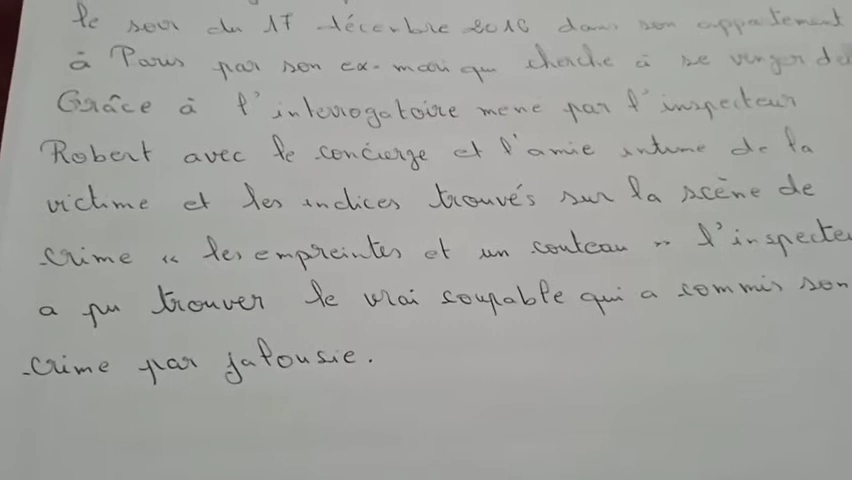 le soir du 17 décembre 2016 dans son appartement
à Paris par son ex-mari qui cherche à se venger
Grâce à l'interrogatoire mené par l'inspecteur
Robert avec le concierge et l'amie intime de la
victime et les indices trouvés sur la scène de
crime « les empreintes et un couteau » l'inspecte
a pu trouver le vrai coupable qui a commis son
crime par jalousie.